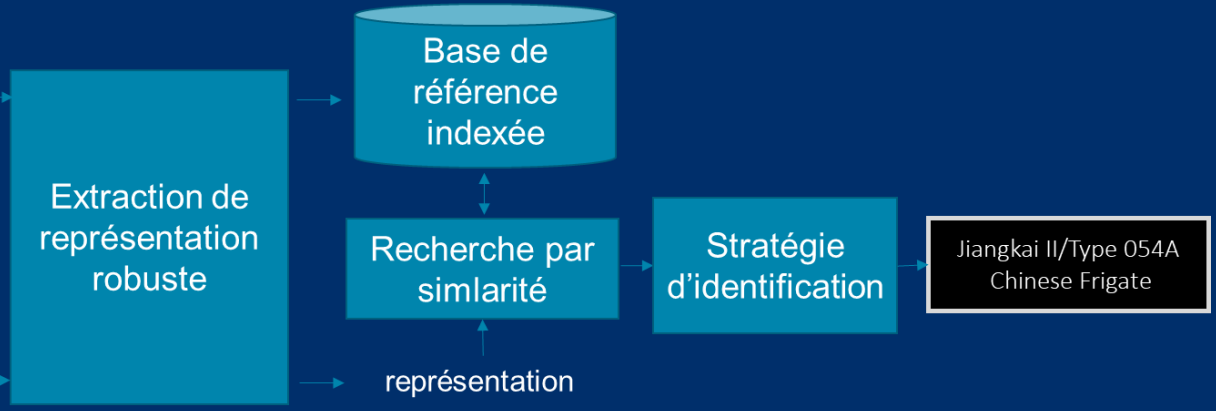 Base de
référence
indexée
Extraction de
représentation
robuste
Recherche par
simlarité
Stratégie
d'identification
Jiangkai II/Type 054A
Chinese Frigate
représentation